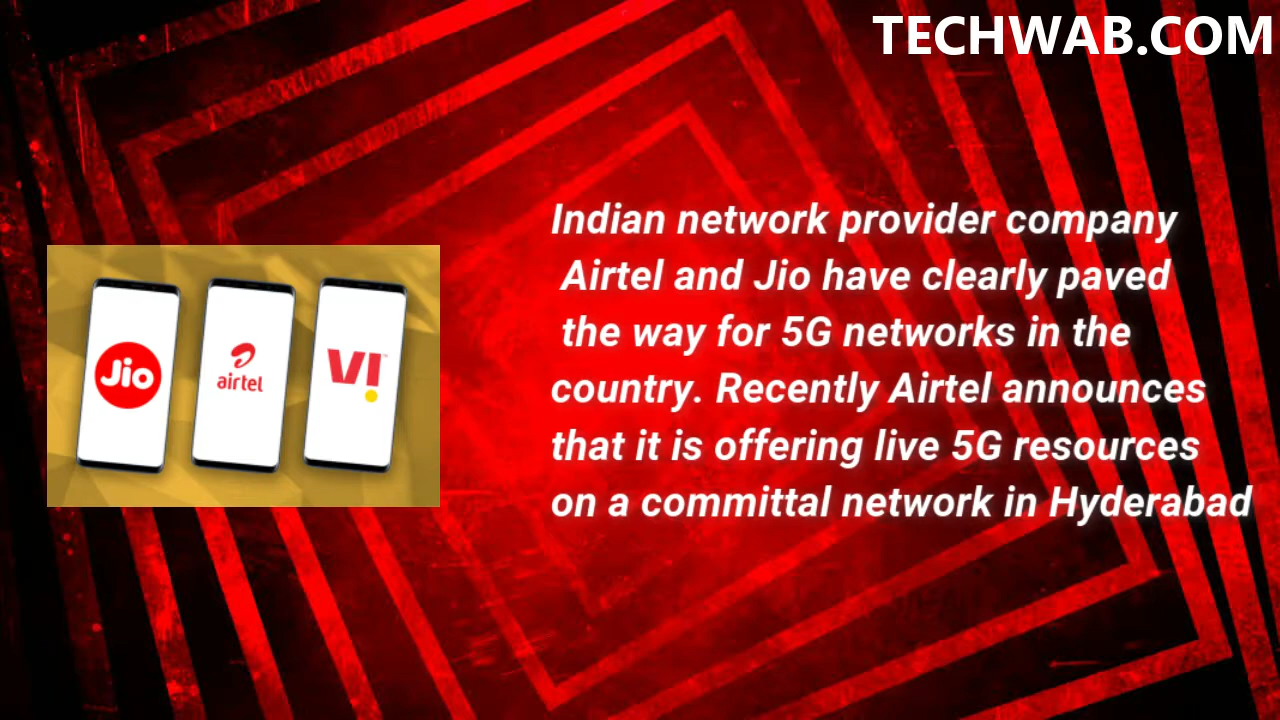 TECHWAB.COM
Indian network provider company
Airtel and Jio have clearly paved
the way for 5G networks in the
country. Recently Airtel announces
that it is offering live 5G resources
on a committal network in Hyderabad
Jio
airtel
VI